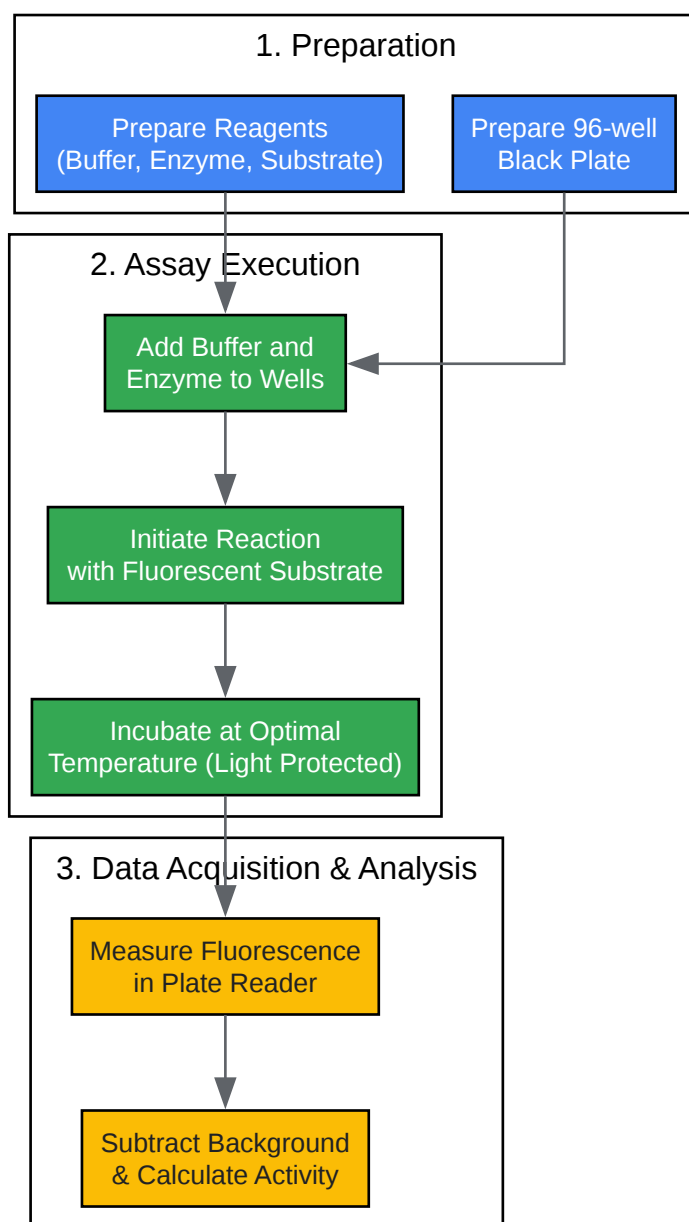 1. Preparation
Prepare Reagents
(Buffer, Enzyme, Substrate)
Prepare 96-well
Black Plate
2. Assay Execution
Add Buffer and
Enzyme to Wells
Initiate Reaction
with Fluorescent Substrate
Incubate at Optimal
Temperature (Light Protected)
3. Data Acquisition & Analysis
Measure Fluorescence
in Plate Reader
Subtract Background
& Calculate Activity